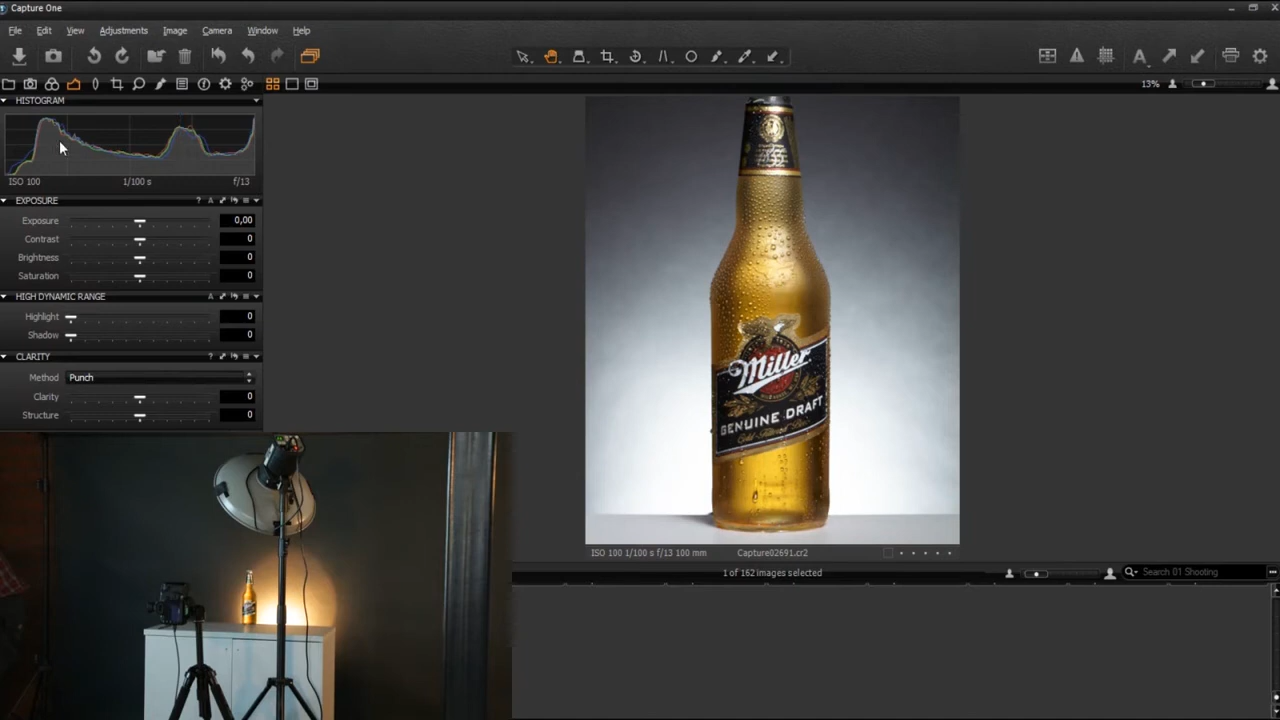 Capture One
File Edit View Adjustments Image Camera Window Help
13%
HISTOGRAM
ISO 100 1/100 s f/13
EXPOSURE
Exposure 0,00
Contrast 0
Brightness 0
Saturation 0
HIGH DYNAMIC RANGE
Highlight 0
Shadow 0
CLARITY
Method Punch
Clarity 0
Structure 0
Miller
GENUINE DRAFT
ISO 100 1/100 s f/13 100 mm Capture02691.cr2
1 of 162 images selected
Search 01 Shooting